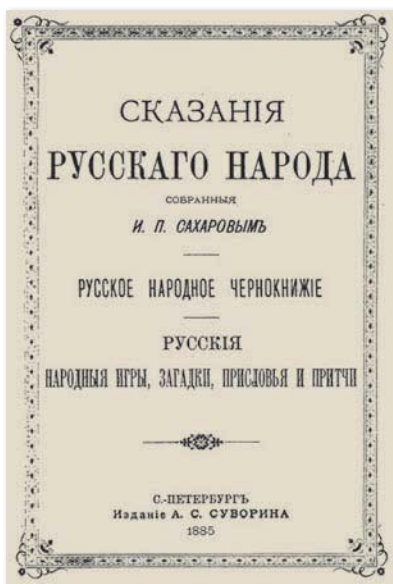 СКАЗАНІЯ
РУССКАГО НАРОДА
СОБРАННЫЯ
И. П. САХАРОВЫМЪ
РУССКОЕ НАРОДНОЕ ЧЕРНОКНИЖІЕ
РУССКІЯ
НАРОДНЫЯ ИГРЫ, ЗАГАДКИ, ПРИСЛОВЬЯ И ПРИТЧИ
С.-ПЕТЕРБУРГЪ
Изданіе А. С. СУВОРИНА
1885